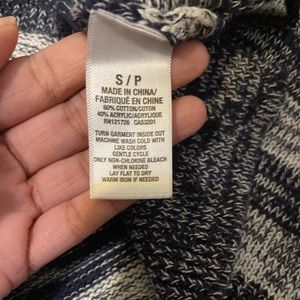 S / P
MADE IN CHINA/
FABRIQUÉ EN CHINE
60% COTTON/COTON
40% ACRYLIC/ACRYLIQUE
RN121726 CA53201
TURN GARMENT INSIDE OUT
MACHINE WASH COLD WITH
LIKE COLORS
GENTLE CYCLE
ONLY NON-CHLORINE BLEACH
WHEN NEEDED
LAY FLAT TO DRY
WARM IRON IF NEEDED